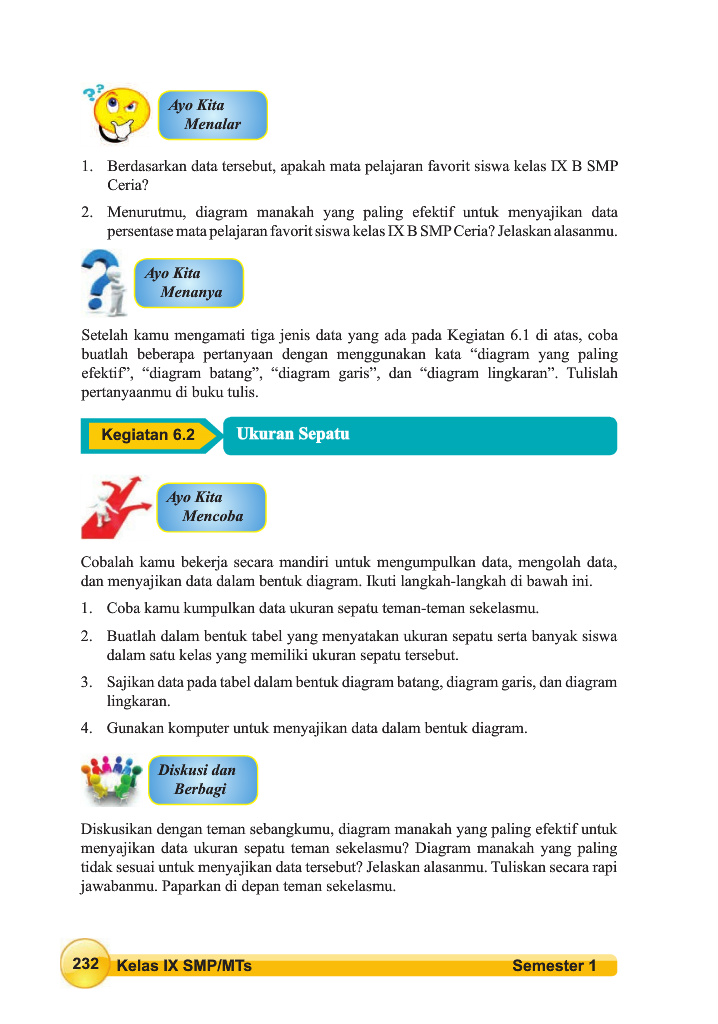 ??
Ayo Kita
Menalar
1. Berdasarkan data tersebut, apakah mata pelajaran favorit siswa kelas IX B SMP
Ceria?
2. Menurutmu, diagram manakah yang paling efektif untuk menyajikan data
persentase mata pelajaran favorit siswa kelas IX B SMP Ceria? Jelaskan alasanmu.
?
Ayo Kita
Menanya
Setelah kamu mengamati tiga jenis data yang ada pada Kegiatan 6.1 di atas, coba
buatlah beberapa pertanyaan dengan menggunakan kata “diagram yang paling
efektif”, “diagram batang”, “diagram garis”, dan “diagram lingkaran”. Tulislah
pertanyaanmu di buku tulis.
Kegiatan 6.2 Ukuran Sepatu
Ayo Kita
Mencoba
Cobalah kamu bekerja secara mandiri untuk mengumpulkan data, mengolah data,
dan menyajikan data dalam bentuk diagram. Ikuti langkah-langkah di bawah ini.
1. Coba kamu kumpulkan data ukuran sepatu teman-teman sekelasmu.
2. Buatlah dalam bentuk tabel yang menyatakan ukuran sepatu serta banyak siswa
dalam satu kelas yang memiliki ukuran sepatu tersebut.
3. Sajikan data pada tabel dalam bentuk diagram batang, diagram garis, dan diagram
lingkaran.
4. Gunakan komputer untuk menyajikan data dalam bentuk diagram.
Diskusi dan
Berbagi
Diskusikan dengan teman sebangkumu, diagram manakah yang paling efektif untuk
menyajikan data ukuran sepatu teman sekelasmu? Diagram manakah yang paling
tidak sesuai untuk menyajikan data tersebut? Jelaskan alasanmu. Tuliskan secara rapi
jawabanmu. Paparkan di depan teman sekelasmu.
232 Kelas IX SMP/MTs Semester 1